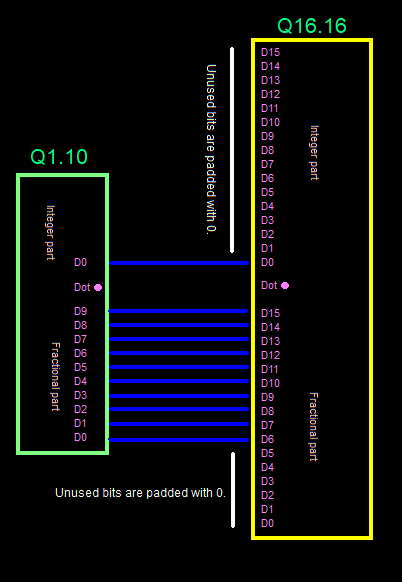 Q16.16
Q1.10
Unused bits are padded with 0.
D15
D14
D13
D12
D11
D10
D9
D8
D7
D6
D5
D4
D3
D2
D1
D0
Integer part
Dot
D15
D14
D13
D12
D11
D10
D9
D8
D7
D6
D5
D4
D3
D2
D1
D0
Fractional part
Integer part
D0
Dot
D9
D8
D7
D6
D5
D4
D3
D2
D1
D0
Fractional part
Unused bits are padded with 0.